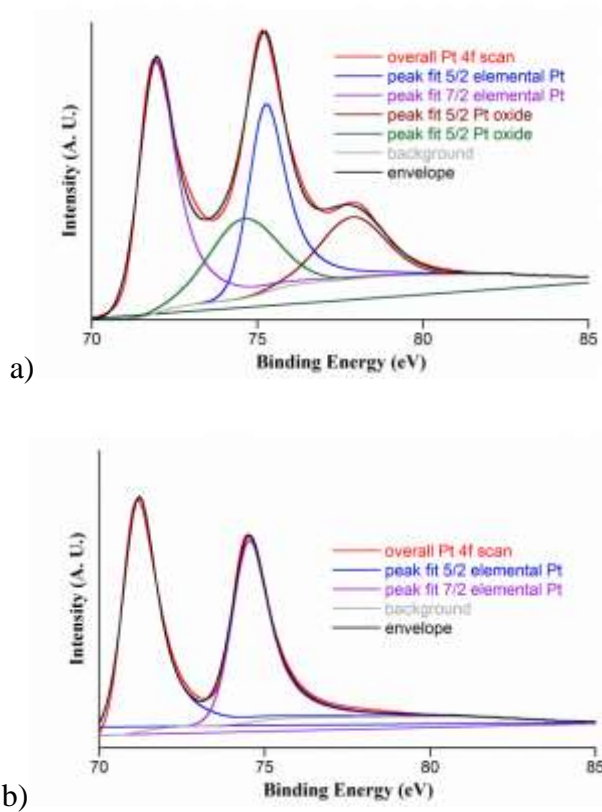 Intensity (A. U.)
overall Pt 4f scan
peak fit 5/2 elemental Pt
peak fit 7/2 elemental Pt
peak fit 5/2 Pt oxide
peak fit 5/2 Pt oxide
background
envelope
70 75 80 85
Binding Energy (eV)
a)
Intensity (A. U.)
overall Pt 4f scan
peak fit 5/2 elemental Pt
peak fit 7/2 elemental Pt
background
envelope
70 75 80 85
Binding Energy (eV)
b)